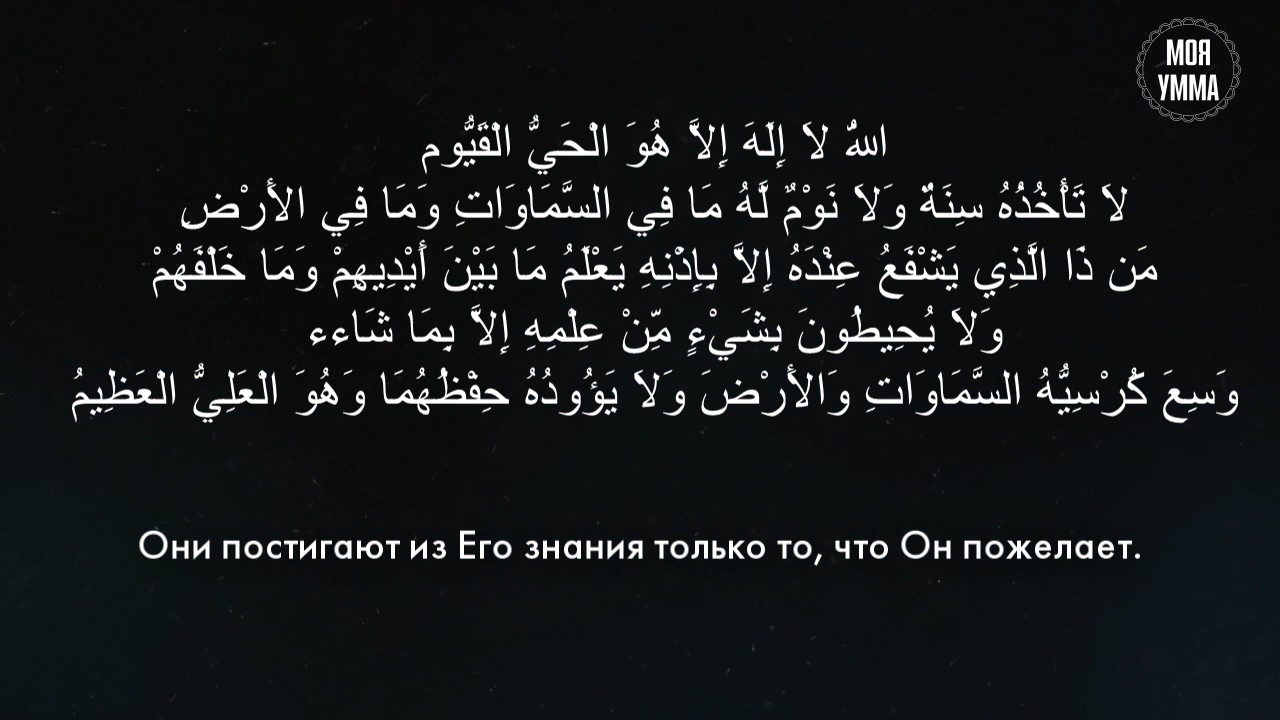 МОЯ
УММА
اللهُ لاَ إِلَهَ إِلاَّ هُوَ الْحَيُّ الْقَيُّوم
لاَ تَأْخُذُهُ سِنَةٌ وَلاَ نَوْمٌ لَّهُ مَا فِي السَّمَاوَاتِ وَمَا فِي الأَرْضِ
مَن ذَا الَّذِي يَشْفَعُ عِنْدَهُ إِلاَّ بِإِذْنِهِ يَعْلَمُ مَا بَيْنَ أَيْدِيهِمْ وَمَا خَلْفَهُمْ
وَلاَ يُحِيطُونَ بِشَيْءٍ مِّنْ عِلْمِهِ إِلاَّ بِمَا شَاءء
وَسِعَ كُرْسِيُّهُ السَّمَاوَاتِ وَالأَرْضَ وَلاَ يَؤُودُهُ حِفْظُهُمَا وَهُوَ الْعَلِيُّ الْعَظِيمُ
Они постигают из Его знания только то, что Он пожелает.